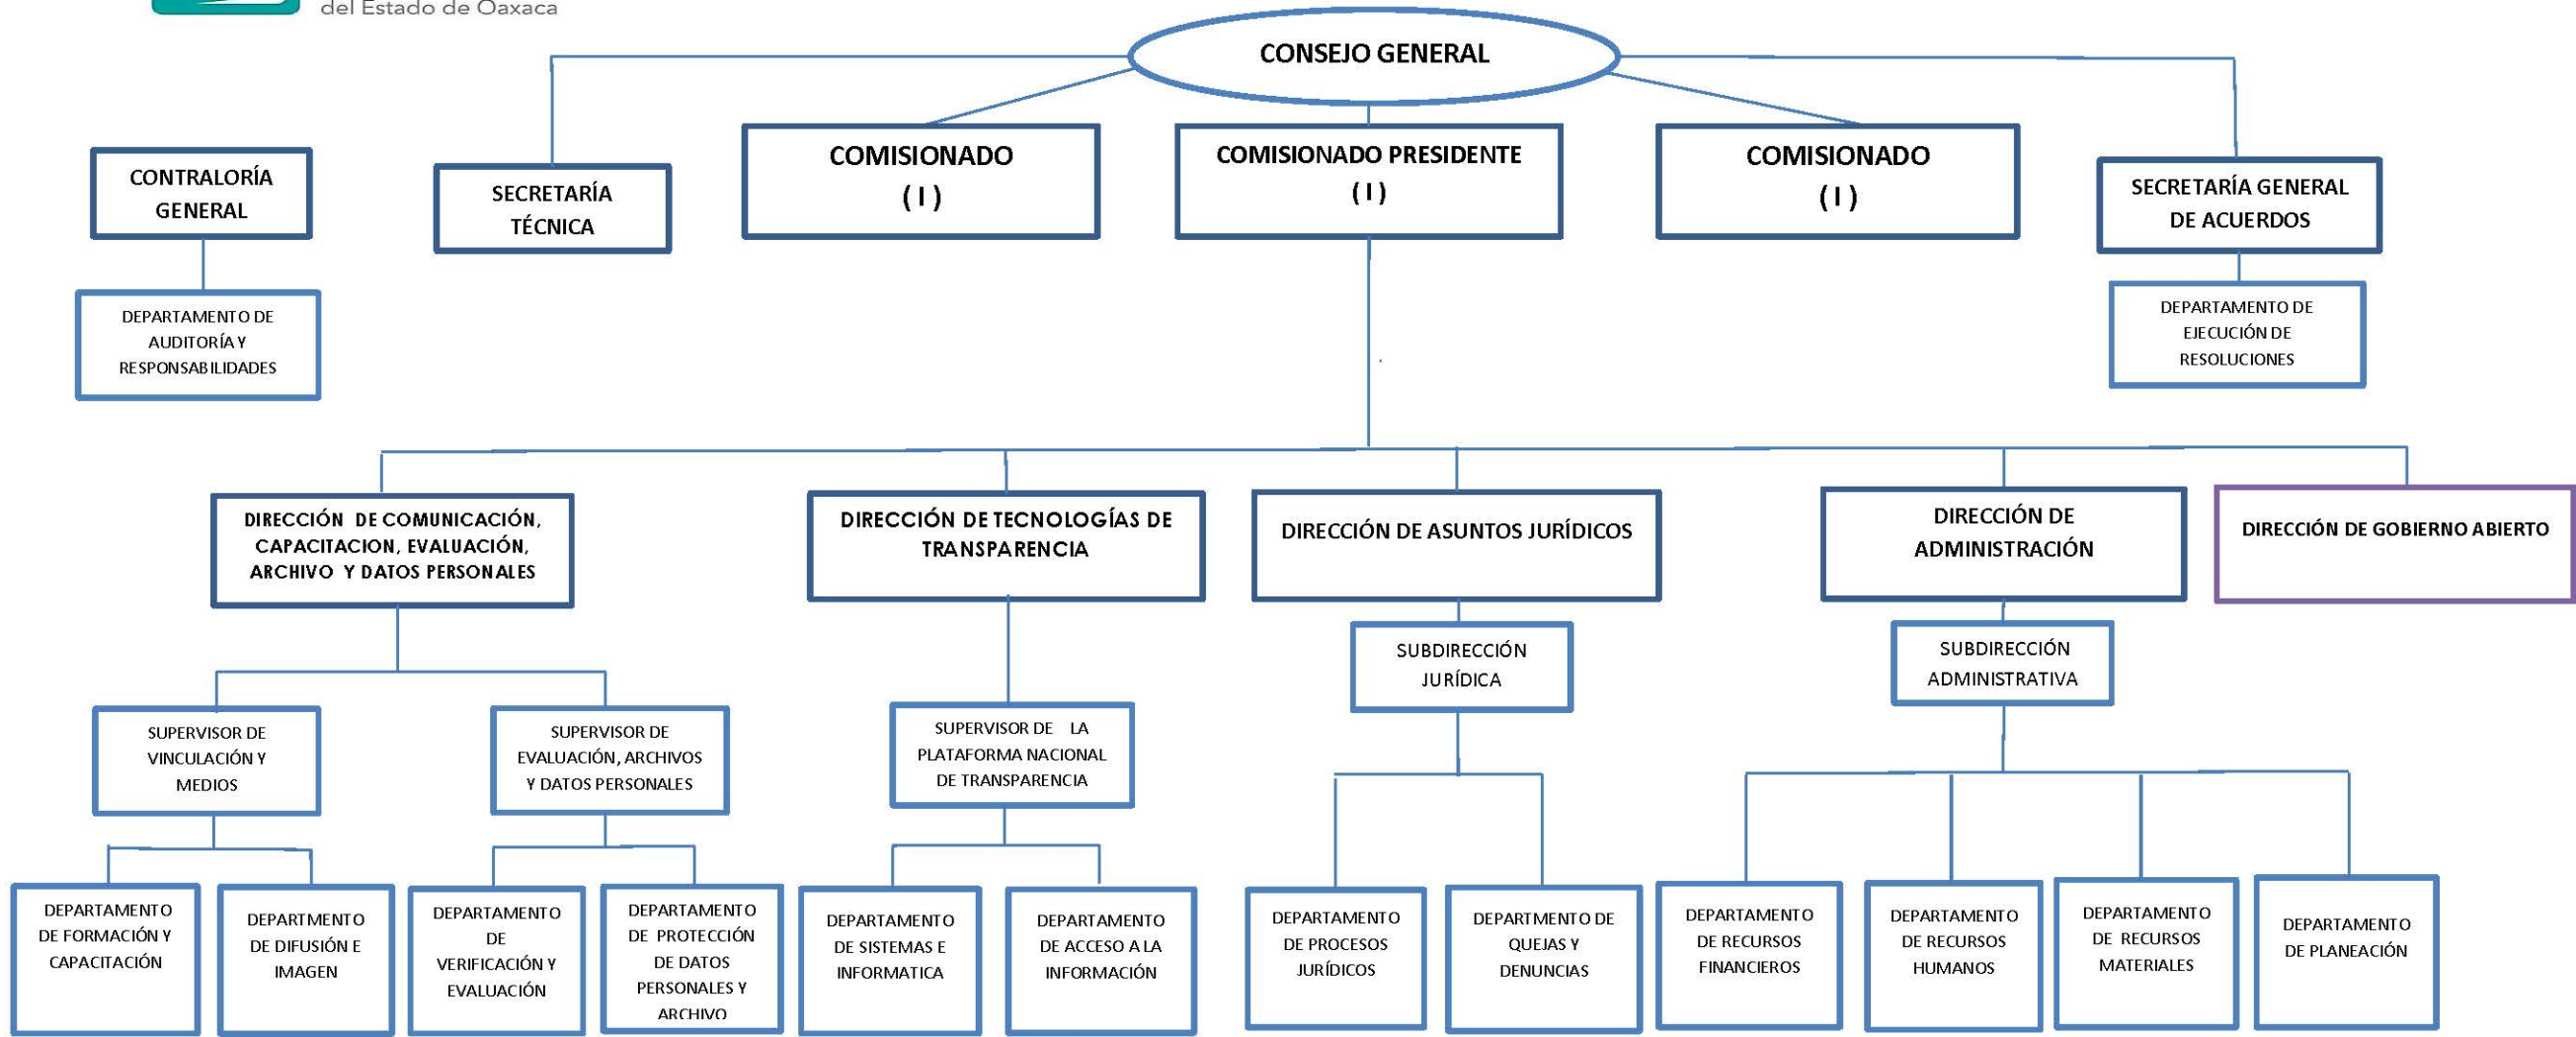 del Estado de Oaxaca
CONSEJO GENERAL
CONTRALORÍA
GENERAL
SECRETARÍA
TÉCNICA
COMISIONADO
( I )
COMISIONADO PRESIDENTE
( I )
COMISIONADO
( I )
SECRETARÍA GENERAL
DE ACUERDOS
DEPARTAMENTO DE
AUDITORÍA Y
RESPONSABILIDADES
DEPARTAMENTO DE
EJECUCIÓN DE
RESOLUCIONES
DIRECCIÓN DE COMUNICACIÓN,
CAPACITACION, EVALUACIÓN,
ARCHIVO Y DATOS PERSONALES
DIRECCIÓN DE TECNOLOGÍAS DE
TRANSPARENCIA
DIRECCIÓN DE ASUNTOS JURÍDICOS
DIRECCIÓN DE
ADMINISTRACIÓN
DIRECCIÓN DE GOBIERNO ABIERTO
SUBDIRECCIÓN
JURÍDICA
SUBDIRECCIÓN
ADMINISTRATIVA
SUPERVISOR DE
VINCULACIÓN Y
MEDIOS
SUPERVISOR DE
EVALUACIÓN, ARCHIVOS
Y DATOS PERSONALES
SUPERVISOR DE LA
PLATAFORMA NACIONAL
DE TRANSPARENCIA
DEPARTAMENTO
DE FORMACIÓN Y
CAPACITACIÓN
DEPARTMENTO
DE DIFUSIÓN E
IMAGEN
DEPARTAMENTO
DE
VERIFICACIÓN Y
EVALUACIÓN
DEPARTAMENTO
DE PROTECCIÓN
DE DATOS
PERSONALES Y
ARCHIVO
DEPARTAMENTO
DE SISTEMAS E
INFORMATICA
DEPARTAMENTO
DE ACCESO A LA
INFORMACIÓN
DEPARTAMENTO
DE PROCESOS
JURÍDICOS
DEPARTMENTO DE
QUEJAS Y
DENUNCIAS
DEPARTAMENTO
DE RECURSOS
FINANCIEROS
DEPARTAMENTO
DE RECURSOS
HUMANOS
DEPARTAMENTO
DE RECURSOS
MATERIALES
DEPARTAMENTO
DE PLANEACIÓN